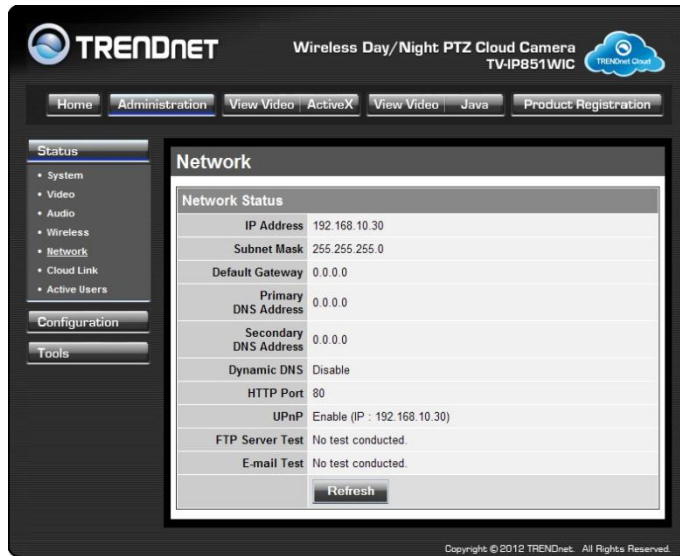 TRENDNET
Wireless Day/Night PTZ Cloud Camera
TV-IP851WIC
TRENDnet Cloud
Home Administration View Video ActiveX View Video Java Product Registration
Status
• System
• Video
• Audio
• Wireless
• Network
• Cloud Link
• Active Users
Configuration
Tools
Network
Network Status
IP Address 192.168.10.30
Subnet Mask 255.255.255.0
Default Gateway 0.0.0.0
Primary
DNS Address 0.0.0.0
Secondary
DNS Address 0.0.0.0
Dynamic DNS Disable
HTTP Port 80
UPnP Enable (IP : 192.168.10.30)
FTP Server Test No test conducted.
E-mail Test No test conducted.
Refresh
Copyright © 2012 TRENDnet. All Rights Reserved.